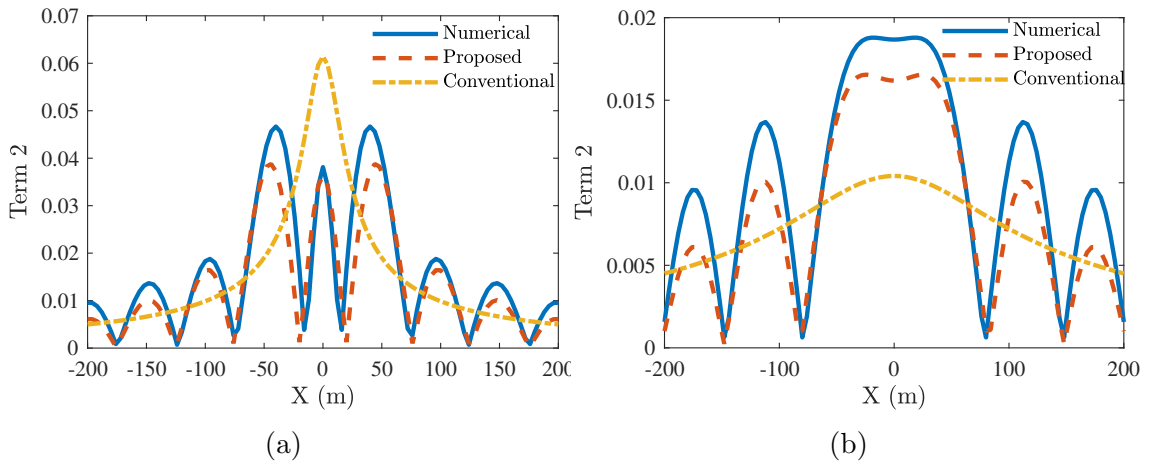 0.07
0.06
0.05
0.04
0.03
0.02
0.01
0
Term 2
Numerical
Proposed
Conventional
-200 -150 -100 -50 0 50 100 150 200
X (m)
(a)
0.02
0.015
0.01
0.005
0
Term 2
Numerical
Proposed
Conventional
-200 -100 0 100 200
X (m)
(b)